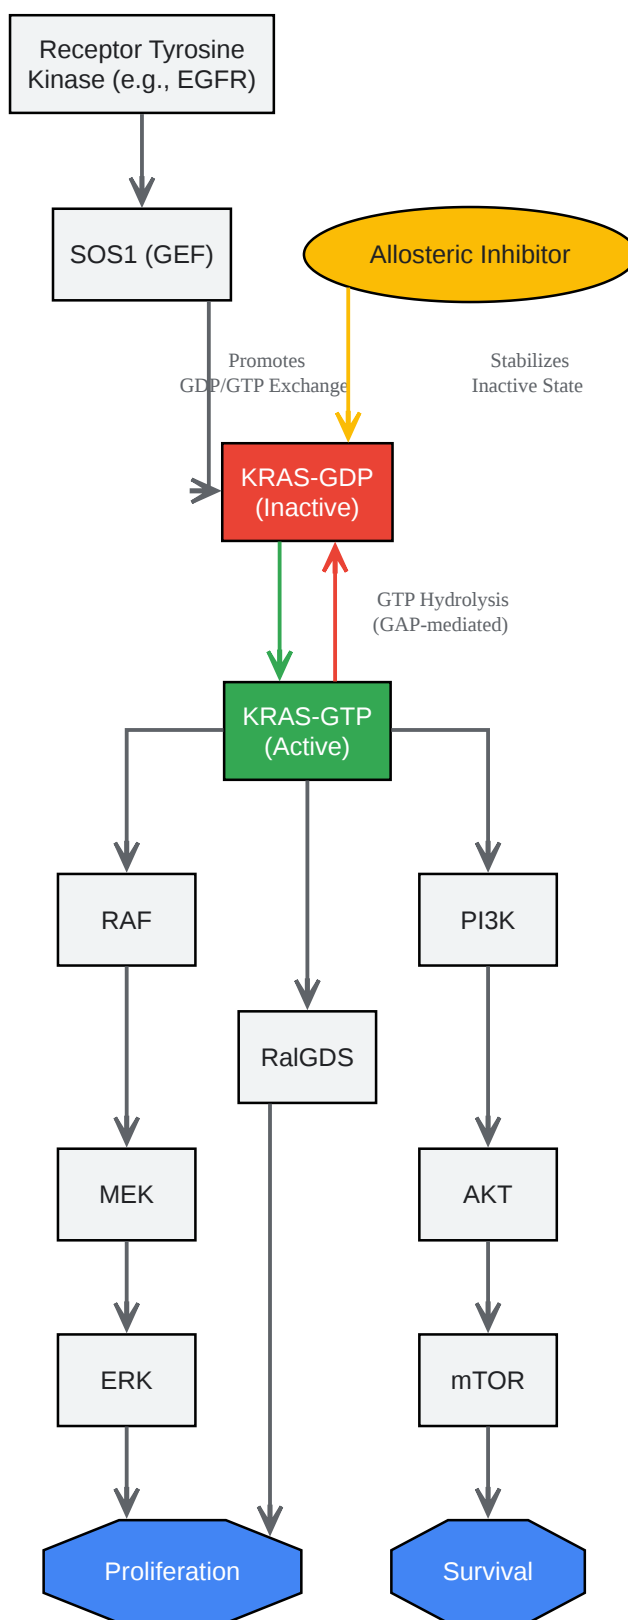 Receptor Tyrosine
Kinase (e.g., EGFR)
SOS1 (GEF)
Allosteric Inhibitor
Promotes
GDP/GTP Exchange
Stabilizes
Inactive State
KRAS-GDP
(Inactive)
GTP Hydrolysis
(GAP-mediated)
KRAS-GTP
(Active)
RAF
PI3K
RalGDS
MEK
AKT
ERK
mTOR
Proliferation
Survival